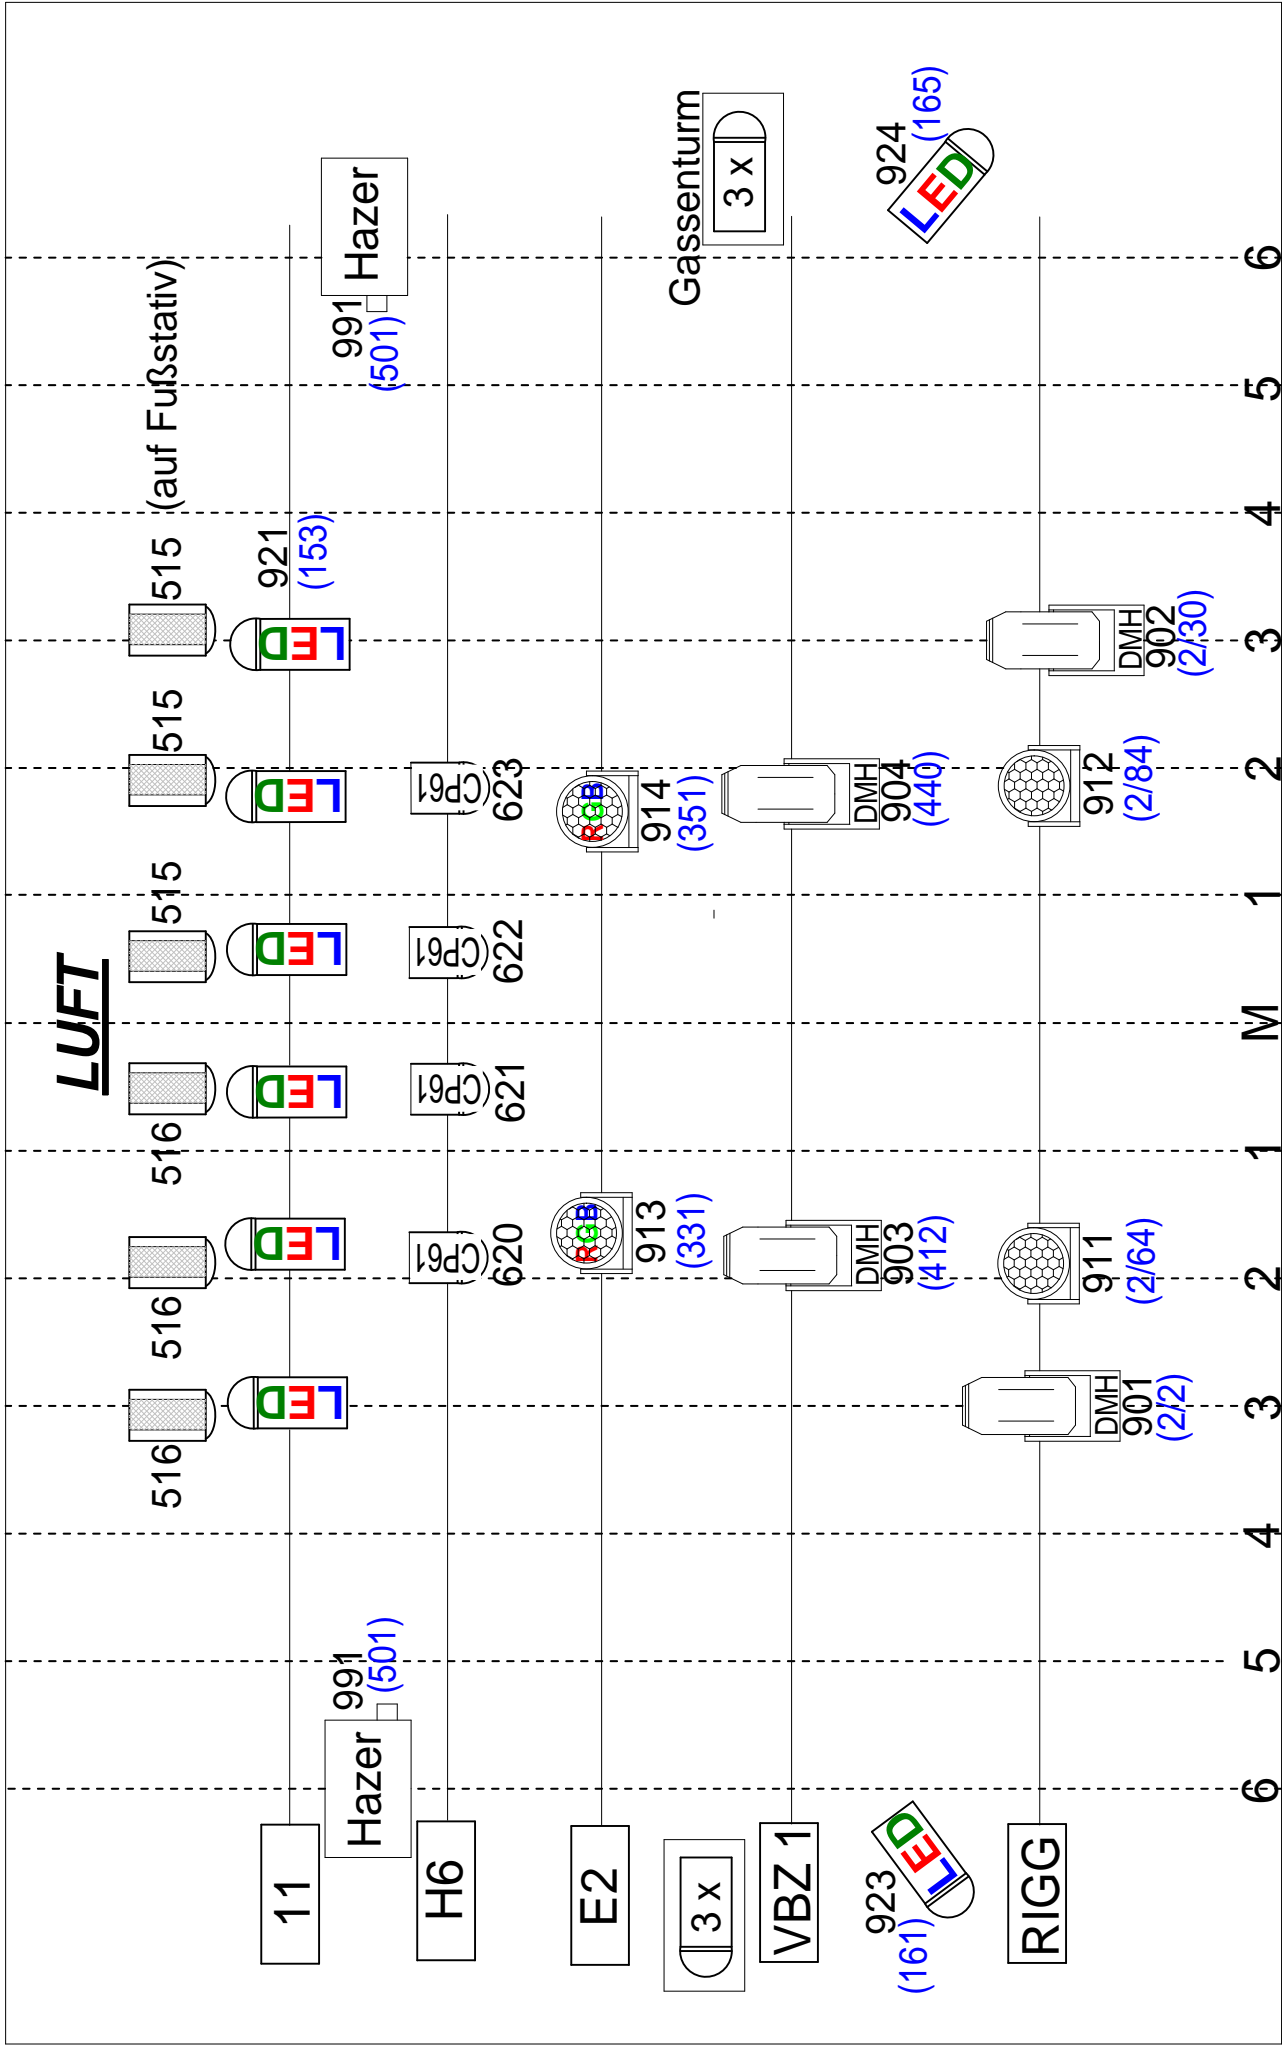 LUFT
516
516
516
515
515
515
(auf Fußstativ)
11
LED
LED
LED
LED
LED
LED
921
(153)
Hazer
991
(501)
991
(501)
Hazer
H6
CP61
620
CP61
621
CP61
622
CP61
623
E2
RGB
913
(331)
RGB
914
(351)
3 x
Gassenturm
3 x
VBZ 1
DMH
903
(412)
DMH
904
(440)
923
(161)
LED
924
(165)
LED
RIGG
DMH
901
(2/2)
911
(2/64)
912
(2/84)
DMH
902
(2/30)
6 5 4 3 2 1 M 1 2 3 4 5 6